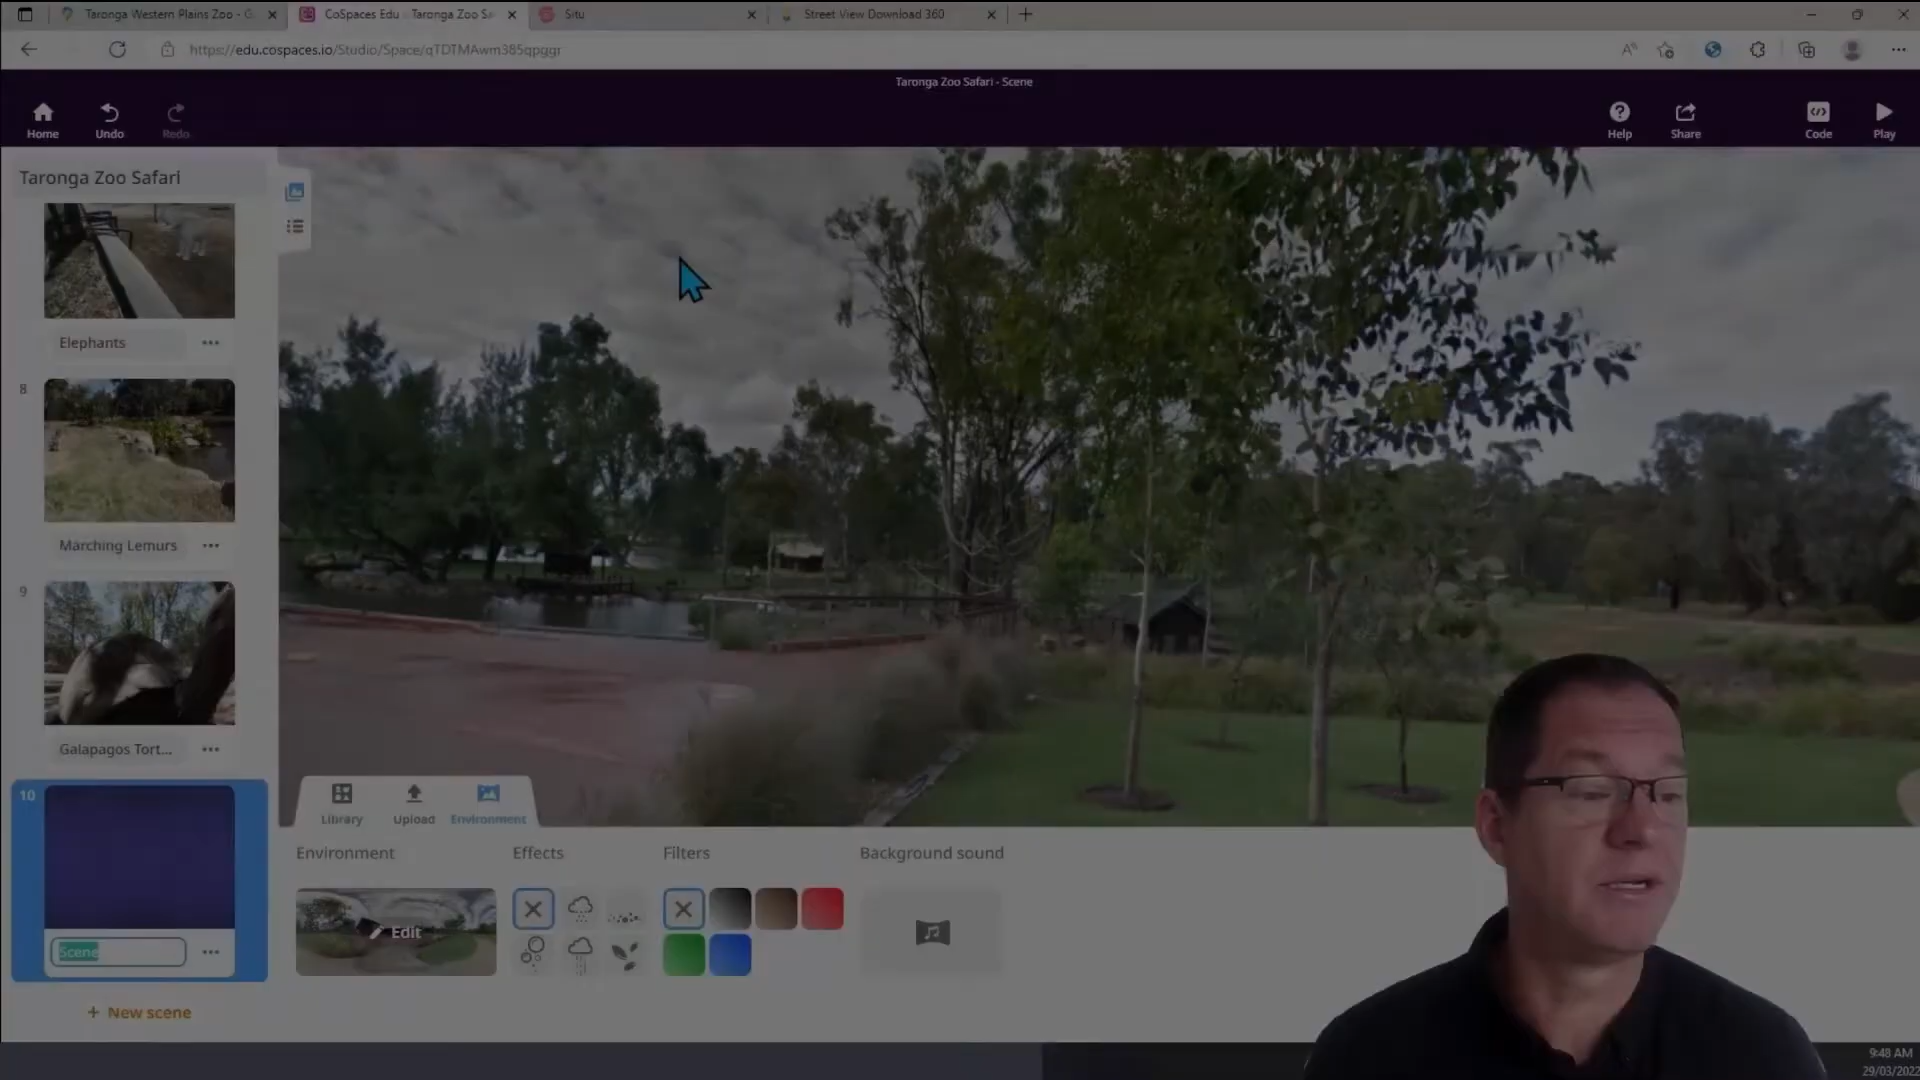 Taronga Western Plains Zoo - G
CoSpaces Edu - Taronga Zoo Sa
Situ
Street View Download 360
https://edu.cospaces.io/Studio/Space/qTDTMAwm385qpggr
Taronga Zoo Safari - Scene
Home
Undo
Redo
Help
Share
Code
Play
Taronga Zoo Safari
Elephants
8
Marching Lemurs
9
Galapagos Tort...
10
Scene
+ New scene
Library
Upload
Environment
Environment
Effects
Filters
Background sound
Edit
9:48 AM
29/03/2022